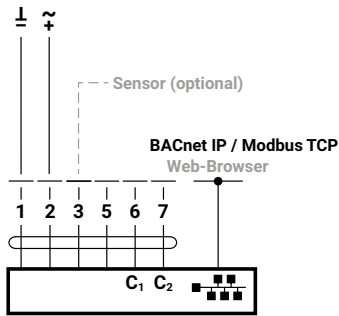 ⊥ ~
– +
Sensor (optional)
BACnet IP / Modbus TCP
Web-Browser
1 2 3 5 6 7
C₁ C₂